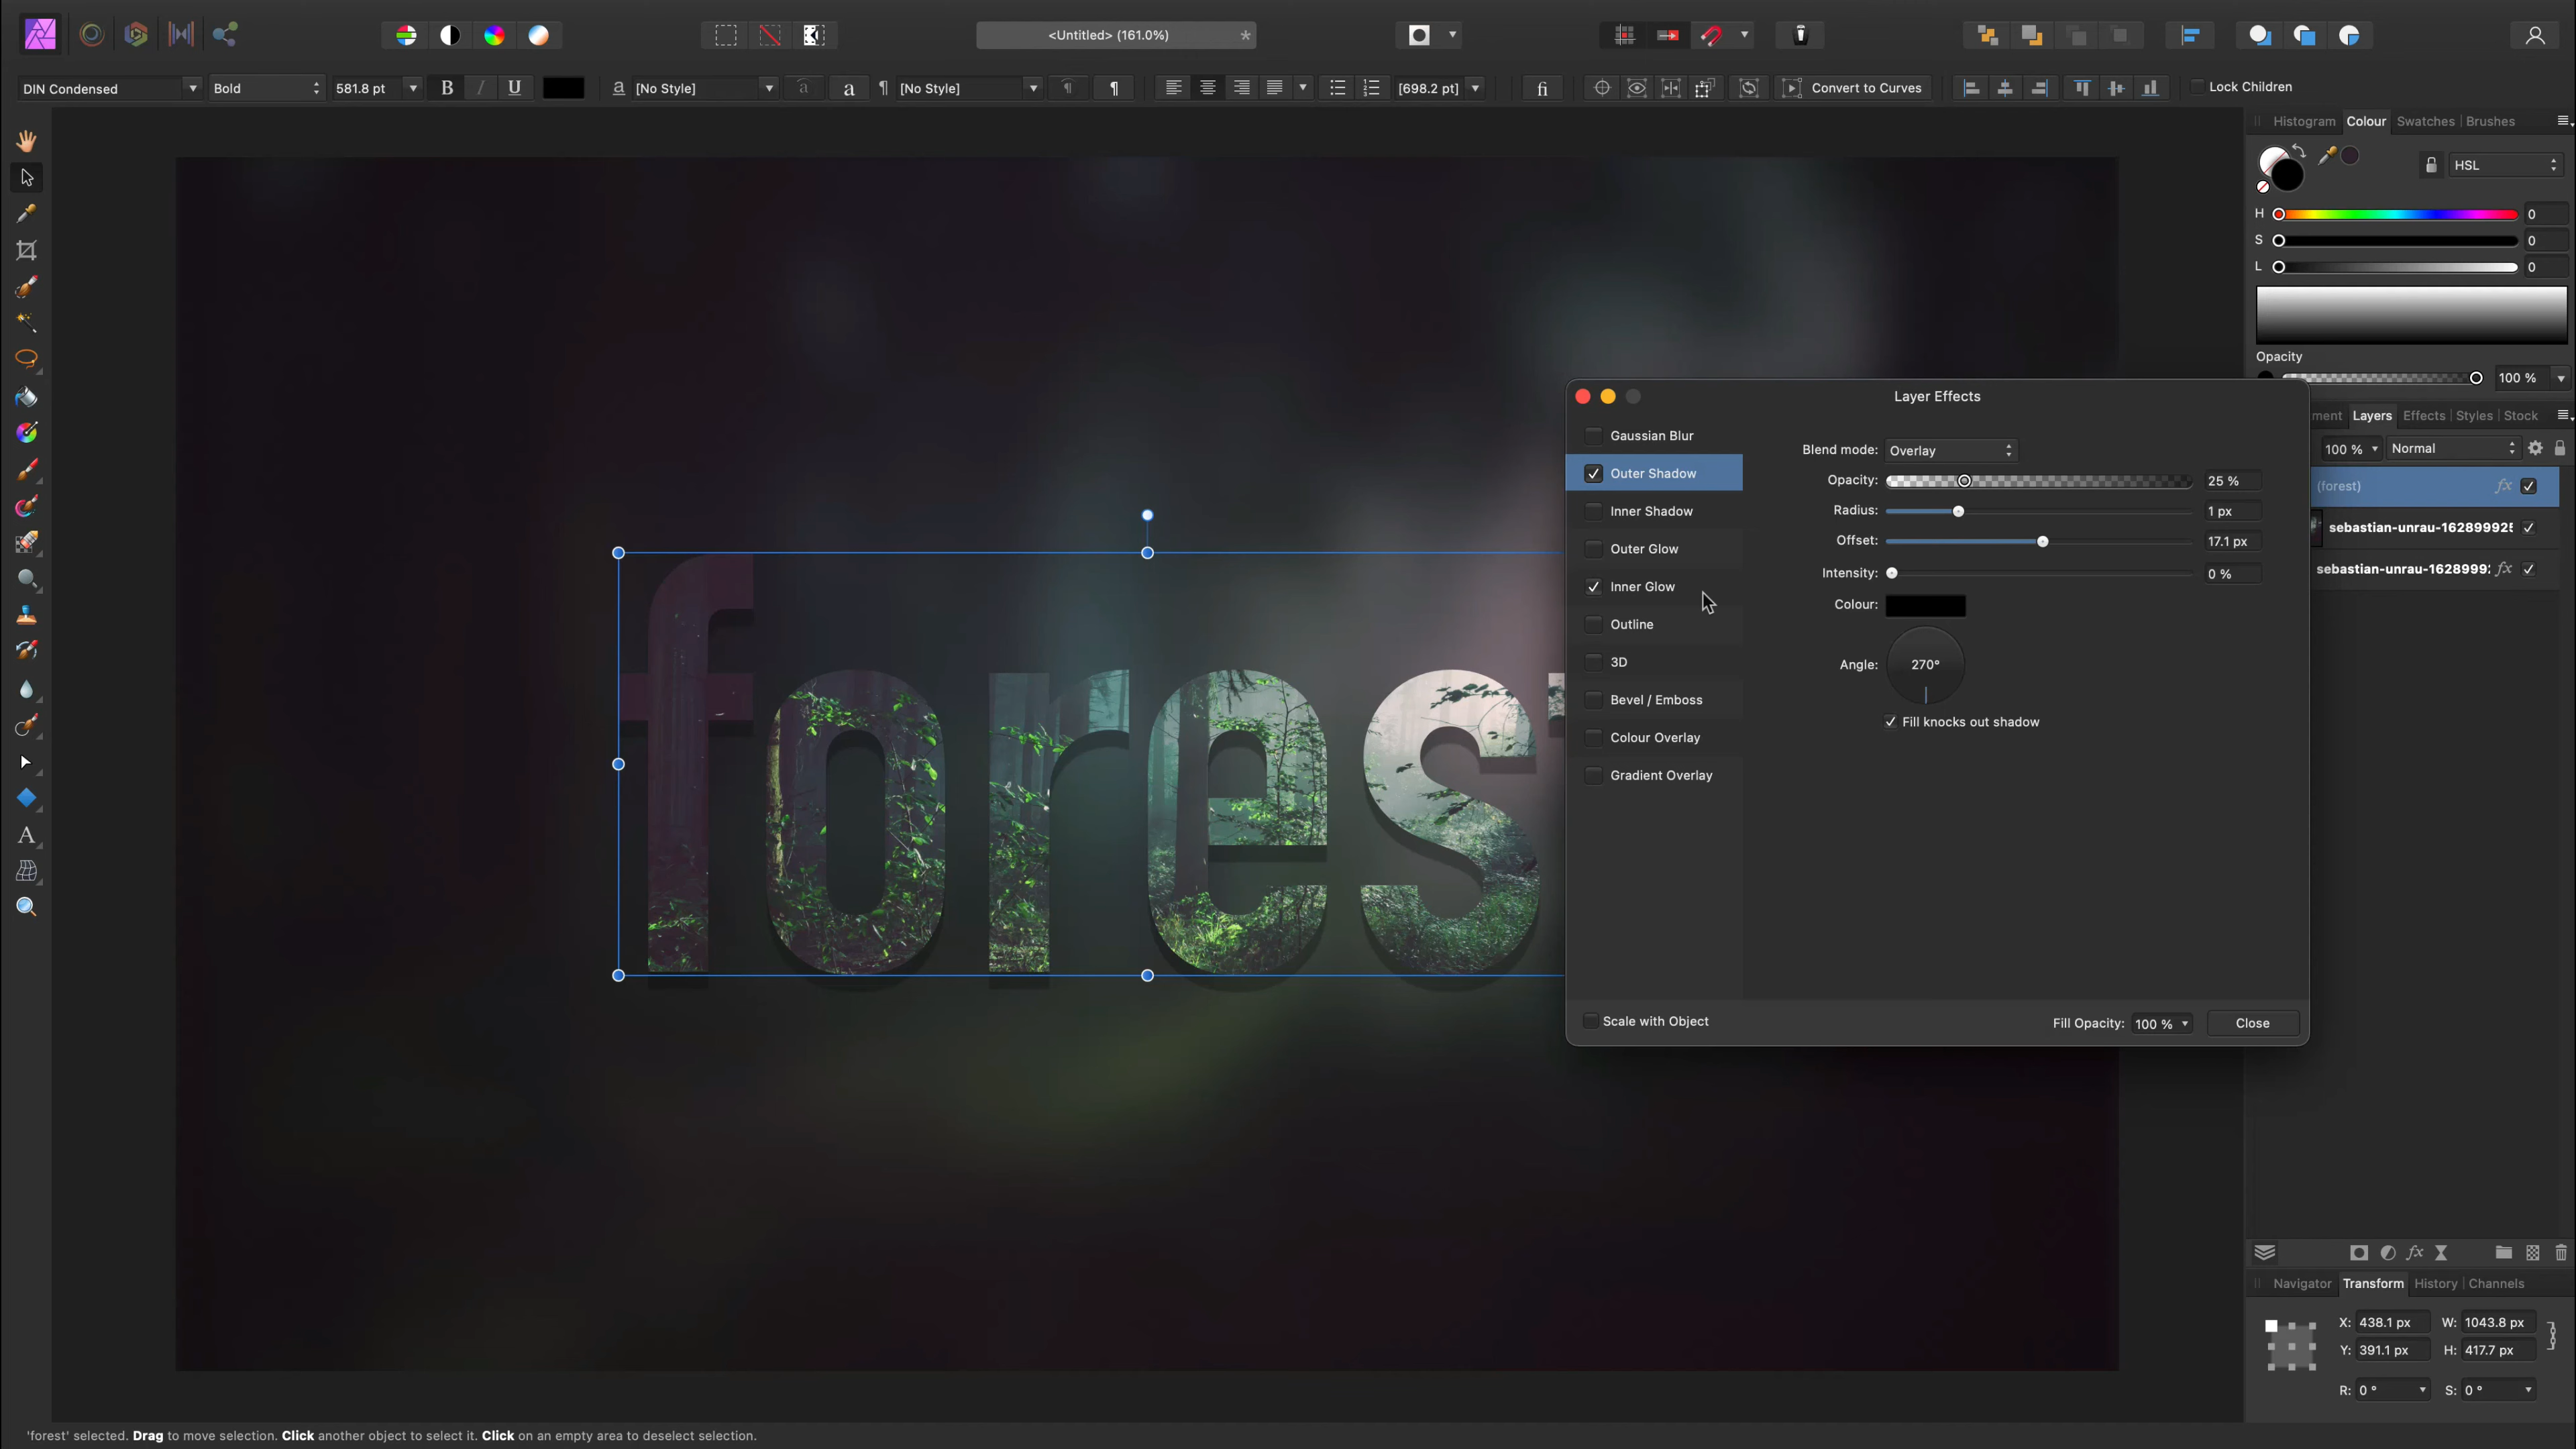 <Untitled> (161.0%)
*
DIN Condensed Bold 581.8 pt B I U a [No Style] a a ¶ [No Style] ¶ ¶ [698.2 pt] fi Convert to Curves Lock Children
Histogram Colour Swatches Brushes
HSL
H 0
S 0
L 0
Opacity
100 %
Layer Effects
ment Layers Effects Styles Stock
Gaussian Blur
Blend mode: Overlay
100 % Normal
Outer Shadow
Opacity: 25 %
(forest) fx
Inner Shadow
Radius: 1 px
sebastian-unrau-162899925
Offset: 17.1 px
Outer Glow
Intensity: 0 %
sebastian-unrau-1628999: fx
Inner Glow
Colour:
Outline
3D
Angle: 270°
Bevel / Emboss
Fill knocks out shadow
Colour Overlay
Gradient Overlay
fores
Scale with Object
Fill Opacity: 100 % Close
fx
Navigator Transform History Channels
X: 438.1 px W: 1043.8 px
Y: 391.1 px H: 417.7 px
R: 0 ° S: 0 °
A
'forest' selected. Drag to move selection. Click another object to select it. Click on an empty area to deselect selection.